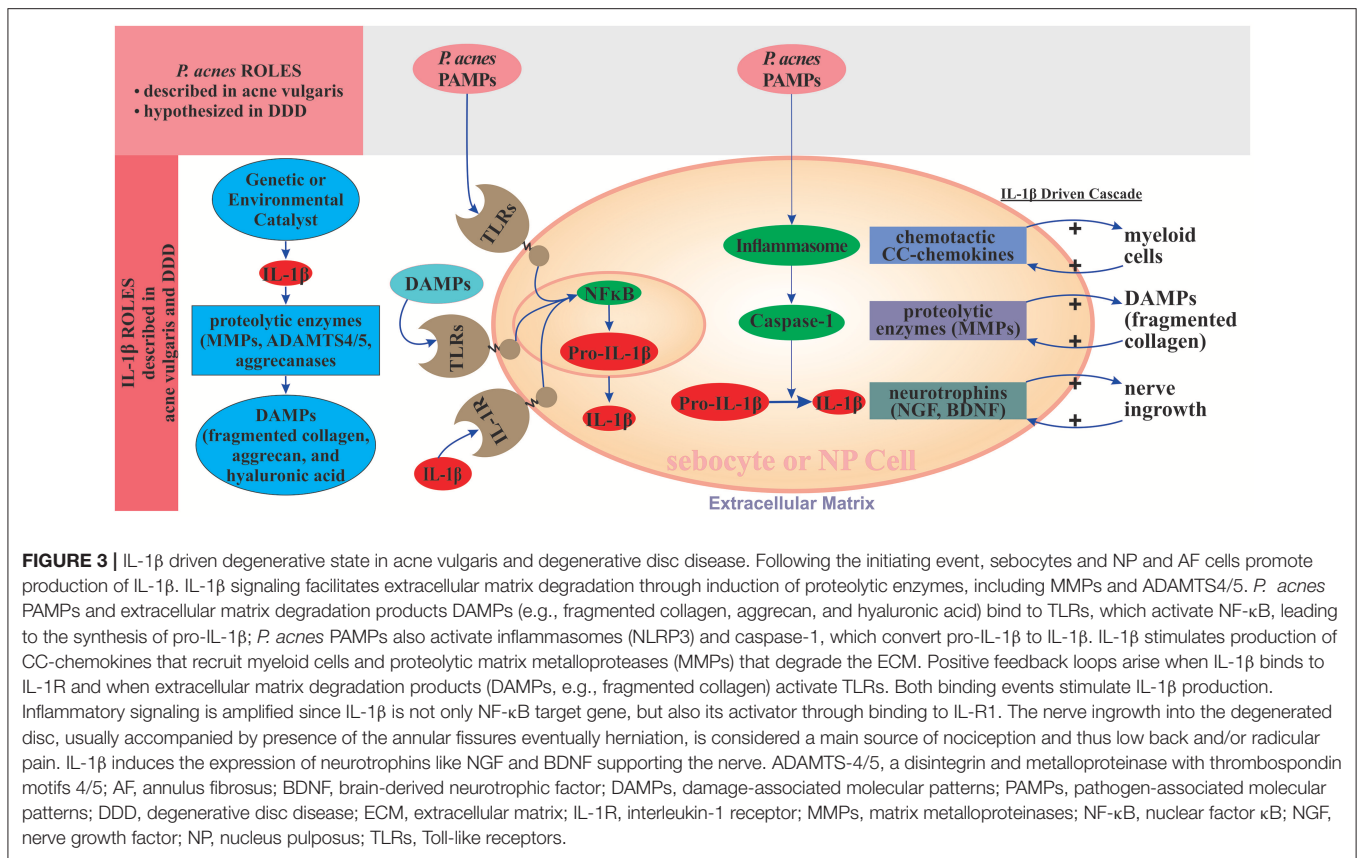 P. acnes ROLES
• described in acne vulgaris
• hypothesized in DDD
P. acnes
PAMPs
P. acnes
PAMPs
IL-1β ROLES
described in
acne vulgaris and DDD
Genetic or
Environmental
Catalyst
IL-1β
proteolytic enzymes
(MMPs, ADAMTS4/5,
aggrecanases
DAMPs
(fragmented collagen,
aggrecan, and
hyaluronic acid
TLRs
DAMPs
TLRs
IL-1R
IL-1β
NFκB
Pro-IL-1β
IL-1β
Inflammasome
Caspase-1
Pro-IL-1β
IL-1β
IL-1β Driven Cascade
chemotactic
CC-chemokines
+
+
myeloid
cells
proteolytic
enzymes (MMPs)
+
+
DAMPs
(fragmented
collagen)
neurotrophins
(NGF, BDNF)
+
+
nerve
ingrowth
sebocyte or NP Cell
Extracellular Matrix
FIGURE 3 | IL-1β driven degenerative state in acne vulgaris and degenerative disc disease. Following the initiating event, sebocytes and NP and AF cells promote
production of IL-1β. IL-1β signaling facilitates extracellular matrix degradation through induction of proteolytic enzymes, including MMPs and ADAMTS4/5. P. acnes
PAMPs and extracellular matrix degradation products DAMPs (e.g., fragmented collagen, aggrecan, and hyaluronic acid) bind to TLRs, which activate NF-κB, leading
to the synthesis of pro-IL-1β; P. acnes PAMPs also activate inflammasomes (NLRP3) and caspase-1, which convert pro-IL-1β to IL-1β. IL-1β stimulates production of
CC-chemokines that recruit myeloid cells and proteolytic matrix metalloproteases (MMPs) that degrade the ECM. Positive feedback loops arise when IL-1β binds to
IL-1R and when extracellular matrix degradation products (DAMPs, e.g., fragmented collagen) activate TLRs. Both binding events stimulate IL-1β production.
Inflammatory signaling is amplified since IL-1β is not only NF-κB target gene, but also its activator through binding to IL-R1. The nerve ingrowth into the degenerated
disc, usually accompanied by presence of the annular fissures eventually herniation, is considered a main source of nociception and thus low back and/or radicular
pain. IL-1β induces the expression of neurotrophins like NGF and BDNF supporting the nerve. ADAMTS-4/5, a disintegrin and metalloproteinase with thrombospondin
motifs 4/5; AF, annulus fibrosus; BDNF, brain-derived neurotrophic factor; DAMPs, damage-associated molecular patterns; PAMPs, pathogen-associated molecular
patterns; DDD, degenerative disc disease; ECM, extracellular matrix; IL-1R, interleukin-1 receptor; MMPs, matrix metalloproteinases; NF-κB, nuclear factor κB; NGF,
nerve growth factor; NP, nucleus pulposus; TLRs, Toll-like receptors.